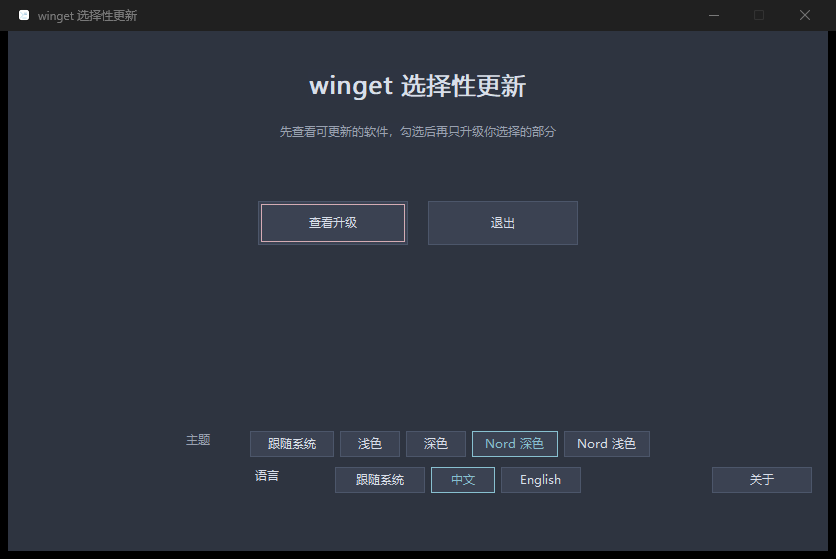 winget 选择性更新
winget 选择性更新
先查看可更新的软件，勾选后再只升级你选择的部分
查看升级 退出
主题 跟随系统 浅色 深色 Nord 深色 Nord 浅色
语言 跟随系统 中文 English 关于